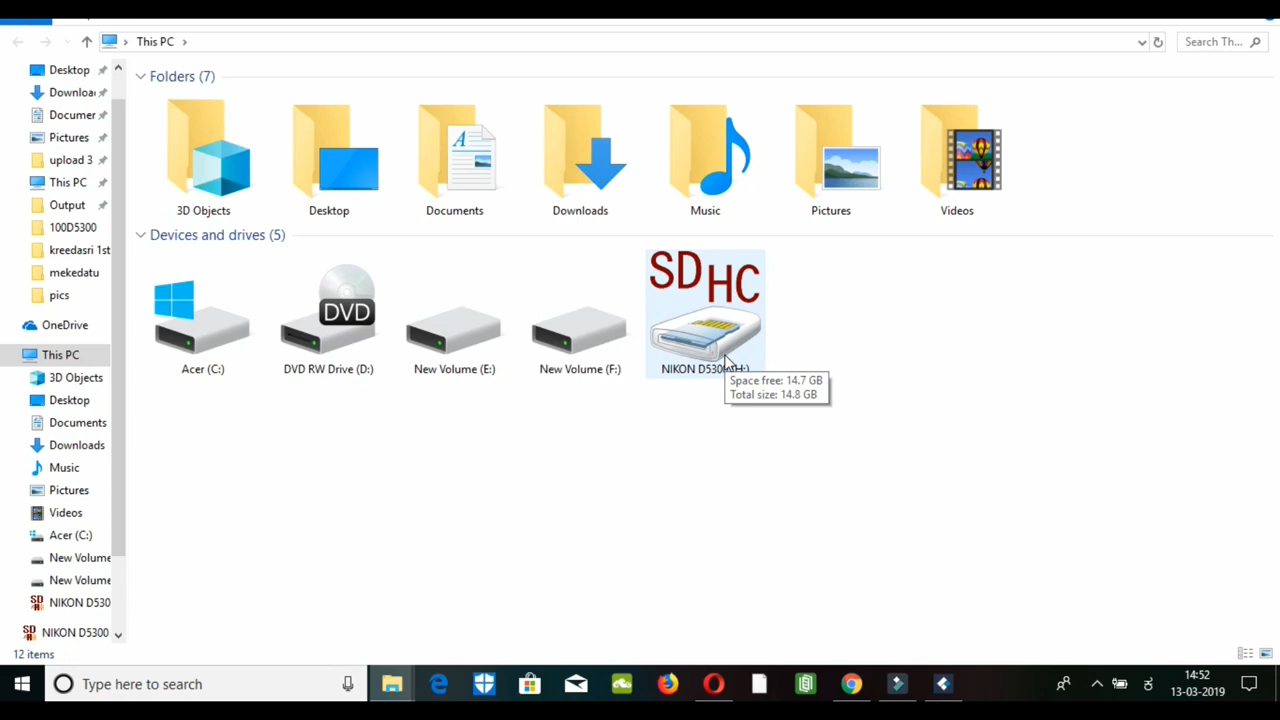 This PC
Search Th...
Desktop
Downloa
Documer
Pictures
upload 3
This PC
Output
100D5300
kreedasri 1st
mekedatu
pics
OneDrive
This PC
3D Objects
Desktop
Documents
Downloads
Music
Pictures
Videos
Acer (C:)
New Volume
New Volume
NIKON D530
NIKON D5300
Folders (7)
3D Objects
Desktop
Documents
Downloads
Music
Pictures
Videos
Devices and drives (5)
DVD
SDHC
Acer (C:)
DVD RW Drive (D:)
New Volume (E:)
New Volume (F:)
NIKON D5300 (H:)
Space free: 14.7 GB
Total size: 14.8 GB
12 items
Type here to search
14:52
13-03-2019